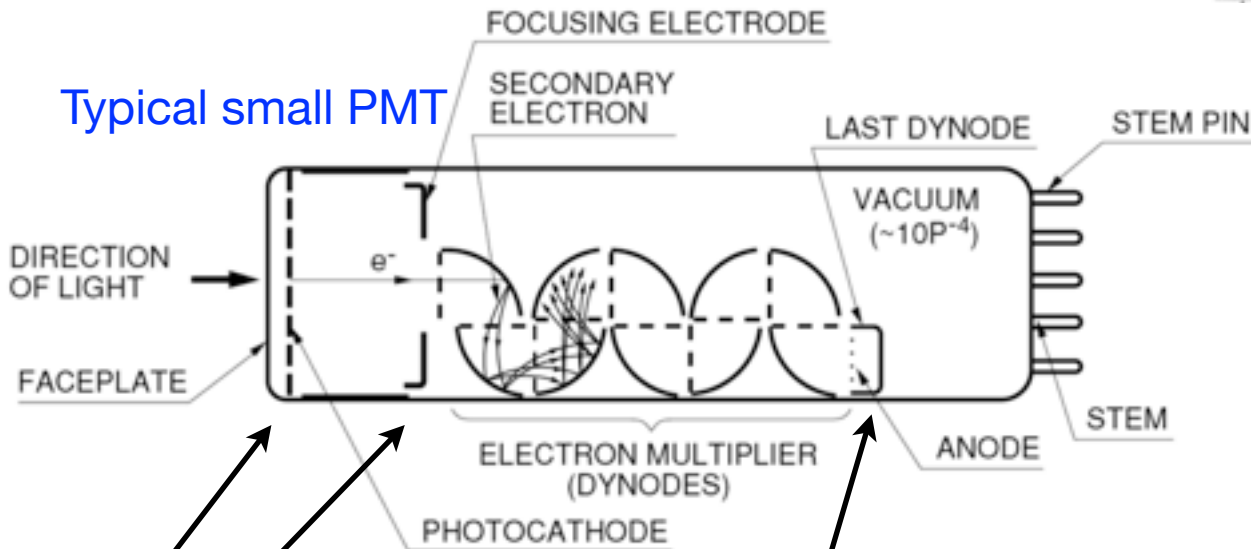 FOCUSING ELECTRODE
Typical small PMT
SECONDARY
ELECTRON
LAST DYNODE
STEM PIN
VACUUM
(~10P⁻⁴)
DIRECTION
OF LIGHT
e⁻
FACEPLATE
STEM
ANODE
ELECTRON MULTIPLIER
(DYNODES)
PHOTOCATHODE